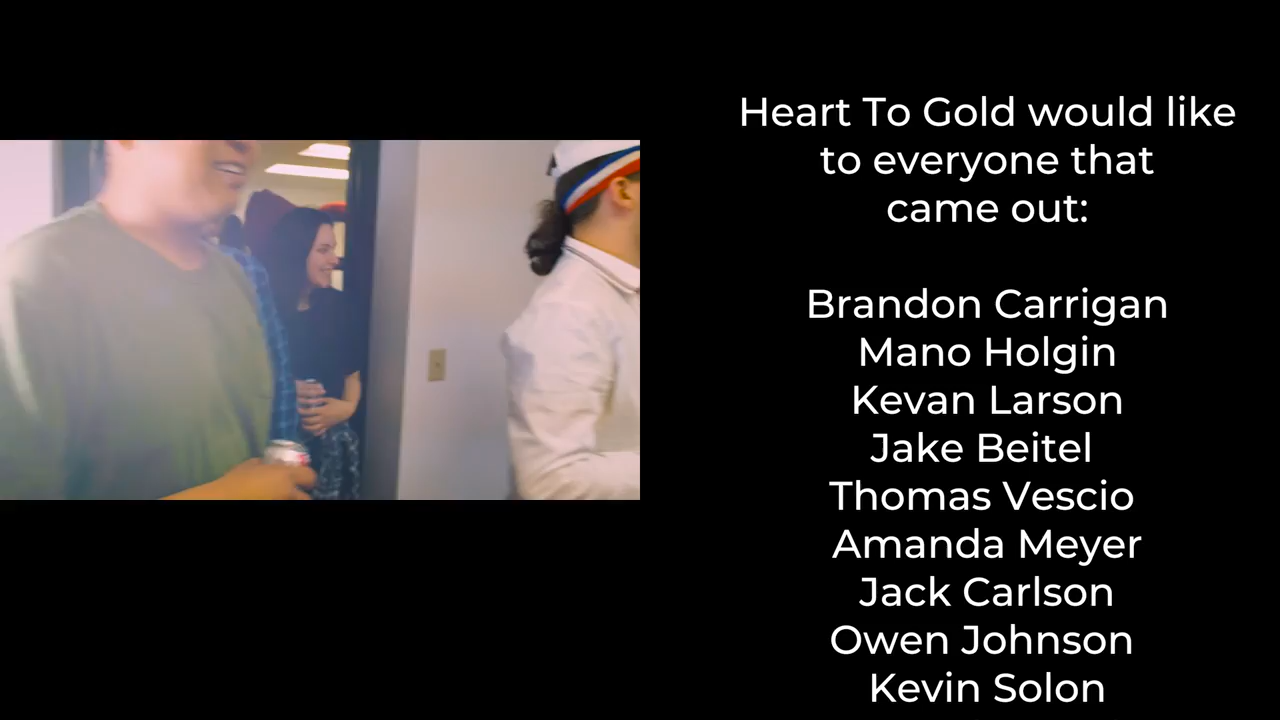 Heart To Gold would like
to everyone that
came out:
Brandon Carrigan
Mano Holgin
Kevan Larson
Jake Beitel
Thomas Vescio
Amanda Meyer
Jack Carlson
Owen Johnson
Kevin Solon